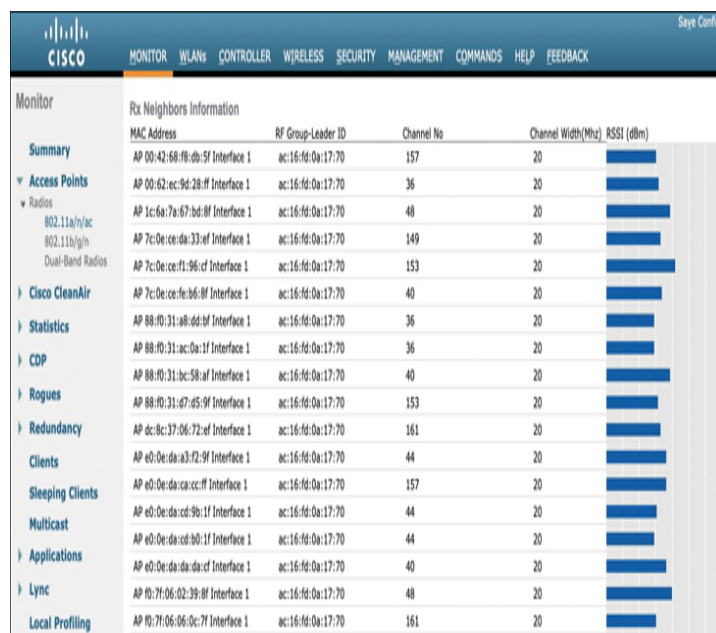 Save Confi
CISCO
MONITOR WLANs CONTROLLER WIRELESS SECURITY MANAGEMENT COMMANDS HELP FEEDBACK
Monitor
Summary
Access Points
Radios
802.11a/n/ac
802.11b/g/n
Dual-Band Radios
Cisco CleanAir
Statistics
CDP
Rogues
Redundancy
Clients
Sleeping Clients
Multicast
Applications
Lync
Local Profiling
Rx Neighbors Information
MAC Address RF Group-Leader ID Channel No Channel Width(Mhz) RSSI (dBm)
AP 00:42:68:f8:db:5f Interface 1 ac:16:fd:0a:17:70 157 20
AP 00:62:ec:9d:28:ff Interface 1 ac:16:fd:0a:17:70 36 20
AP 1c:6a:7a:67:bd:8f Interface 1 ac:16:fd:0a:17:70 48 20
AP 7c:0e:ce:da:33:ef Interface 1 ac:16:fd:0a:17:70 149 20
AP 7c:0e:ce:f1:96:cf Interface 1 ac:16:fd:0a:17:70 153 20
AP 7c:0e:ce:fe:b6:8f Interface 1 ac:16:fd:0a:17:70 40 20
AP 88:f0:31:a8:dd:bf Interface 1 ac:16:fd:0a:17:70 36 20
AP 88:f0:31:ac:0a:1f Interface 1 ac:16:fd:0a:17:70 36 20
AP 88:f0:31:bc:58:af Interface 1 ac:16:fd:0a:17:70 40 20
AP 88:f0:31:d7:d5:9f Interface 1 ac:16:fd:0a:17:70 153 20
AP dc:8c:37:06:72:ef Interface 1 ac:16:fd:0a:17:70 161 20
AP e0:0e:da:a3:f2:9f Interface 1 ac:16:fd:0a:17:70 44 20
AP e0:0e:da:ca:cc:ff Interface 1 ac:16:fd:0a:17:70 157 20
AP e0:0e:da:cd:9b:1f Interface 1 ac:16:fd:0a:17:70 44 20
AP e0:0e:da:cd:b0:1f Interface 1 ac:16:fd:0a:17:70 44 20
AP e0:0e:da:da:da:cf Interface 1 ac:16:fd:0a:17:70 40 20
AP f0:7f:06:02:39:8f Interface 1 ac:16:fd:0a:17:70 48 20
AP f0:7f:06:06:0c:7f Interface 1 ac:16:fd:0a:17:70 161 20